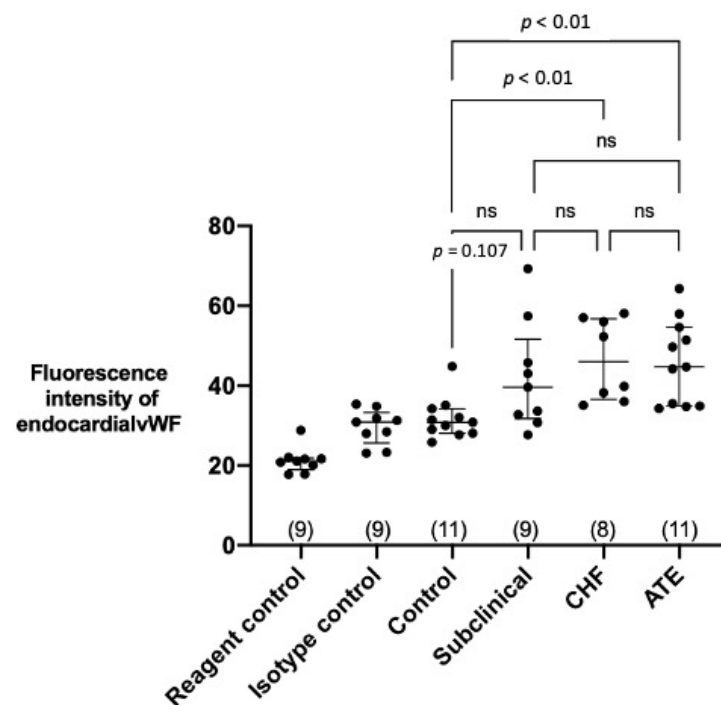 p < 0.01
p < 0.01
ns
ns
ns
ns
p = 0.107
80
60
40
20
0
Fluorescence
intensity of
endocardialvWF
(9)
(9)
(11)
(9)
(8)
(11)
Reagent control
Isotype control
Control
Subclinical
CHF
ATE